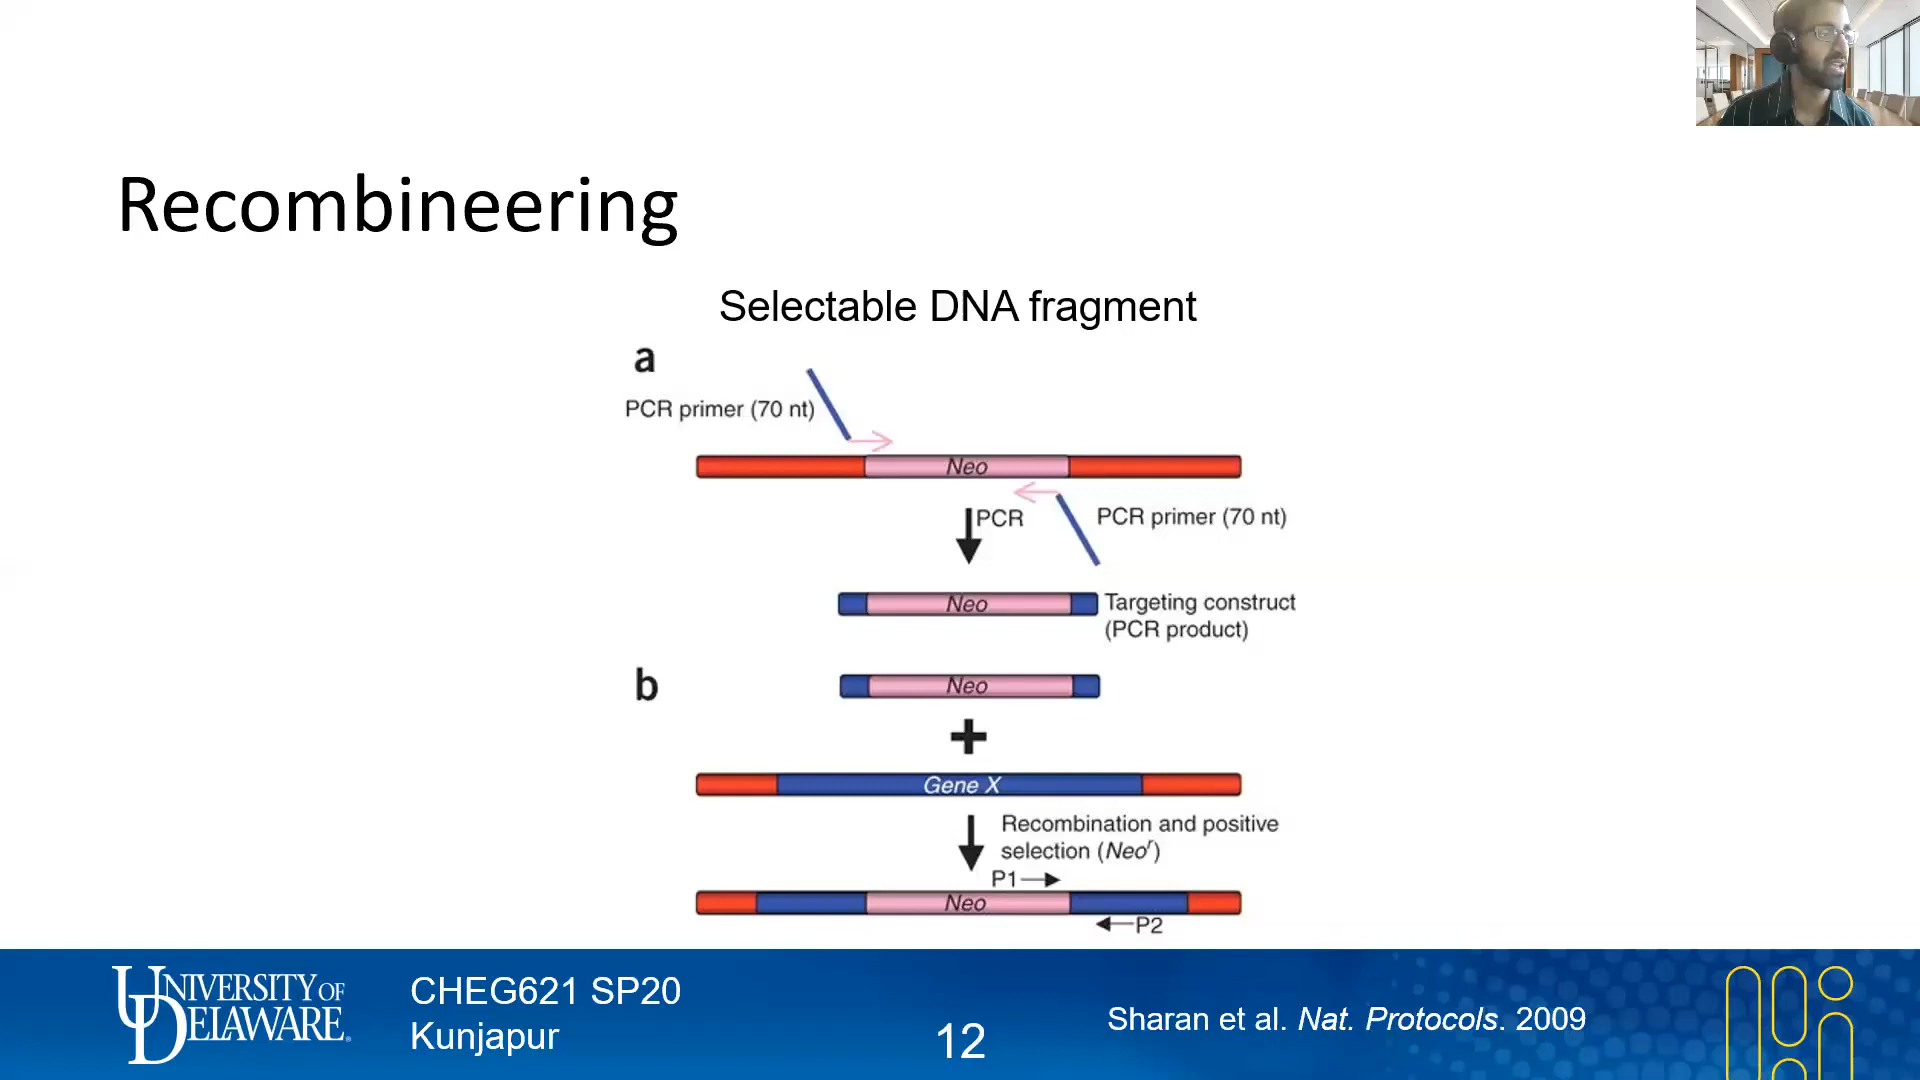 Recombineering
Selectable DNA fragment
a
PCR primer (70 nt)
Neo
PCR
PCR primer (70 nt)
Neo
Targeting construct
(PCR product)
b
Neo
+
Gene X
Recombination and positive
selection (Neoʳ)
P1
Neo
P2
UNIVERSITY OF
DELAWARE
CHEG621 SP20
Kunjapur
12
Sharan et al. Nat. Protocols. 2009